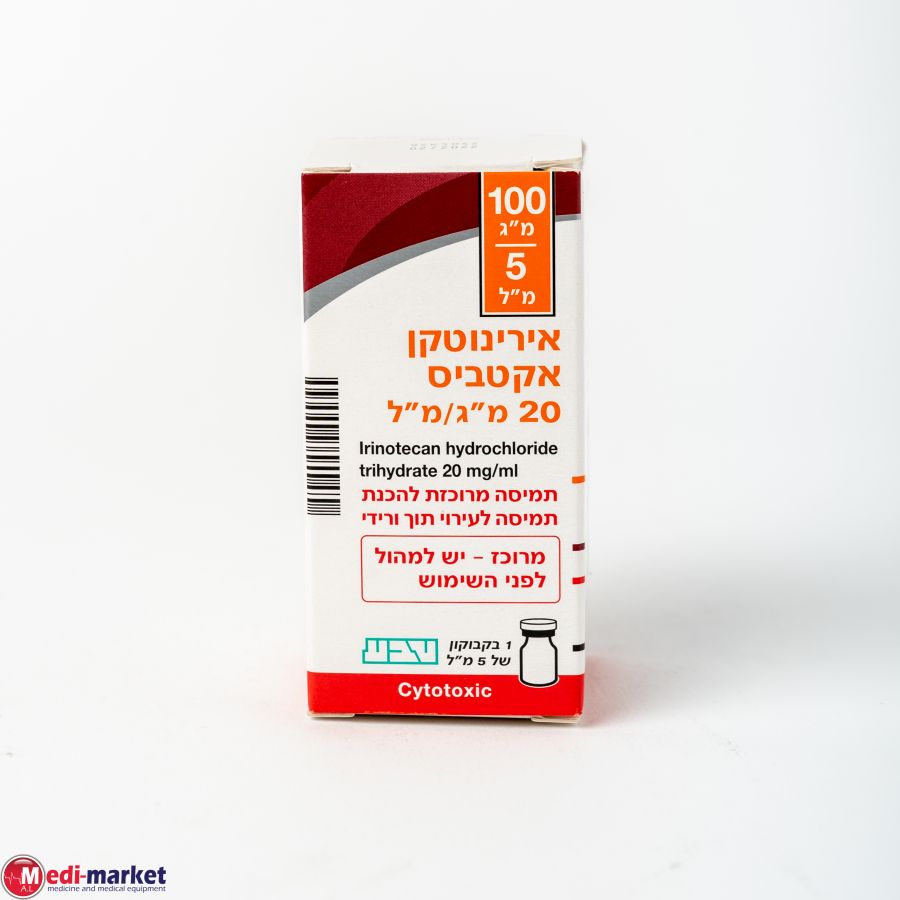 100
מ"ג
5
מ"ל
אירינוטקן
אקטביס
20 מ"ג/מ"ל
Irinotecan hydrochloride
trihydrate 20 mg/ml
תמיסה מרוכזת להכנת
תמיסה לעירוי תוך ורידי
מרוכז – יש למהול
לפני השימוש
1 בקבוקון
של 5 מ"ל
טבע
Cytotoxic
Medi-market
A.L
medicine and medical equipment